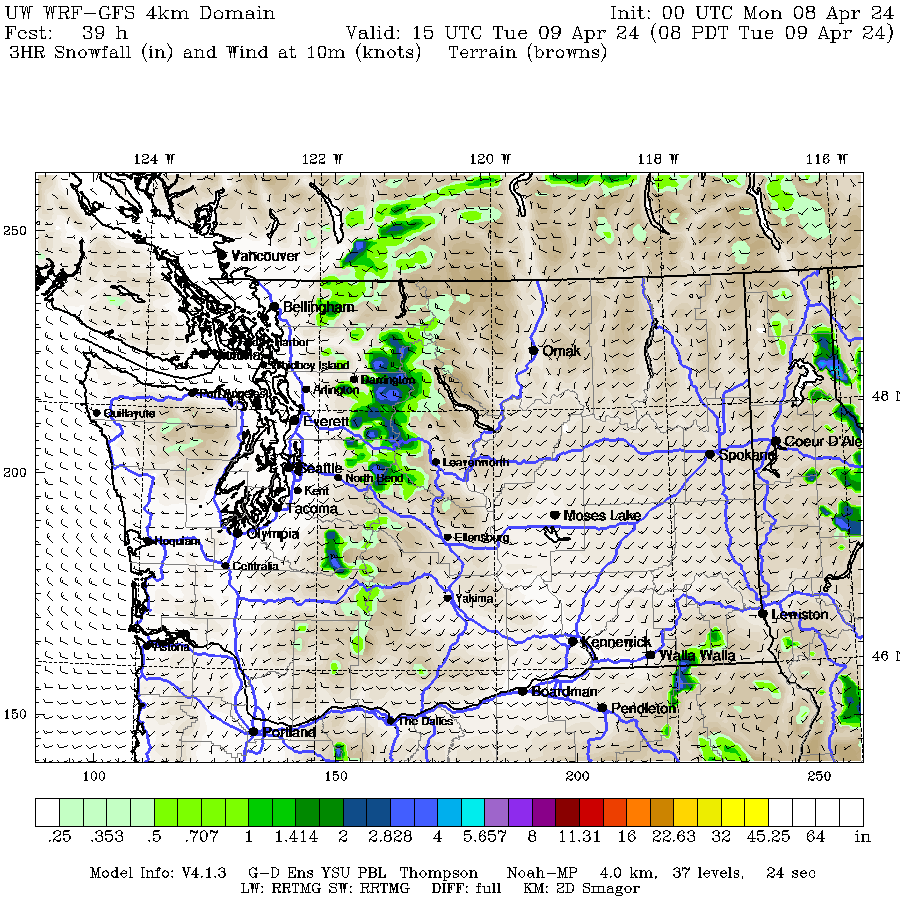 UW WRF-GFS 4km Domain Init: 00 UTC Mon 08 Apr 24
Fcst: 39 h Valid: 15 UTC Tue 09 Apr 24 (08 PDT Tue 09 Apr 24)
3HR Snowfall (in) and Wind at 10m (knots) Terrain (browns)
124 W 122 W 120 W 118 W 116 W
250
Vancouver
Bellingham
Whidbey Island
Omak
Darrington
Port Angeles
Arlington
48 N
Quillayute
Everett
Coeur D'Ale
Spokane
Leavenworth
200
Seattle
North Bend
Kent
Tacoma
Moses Lake
Olympia
Ellensburg
Hoquiam
Centralia
Yakima
Lewiston
Kennewick
Astoria
Walla Walla
46 N
Boardman
Pendleton
150
The Dalles
Portland
100 150 200 250
.25 .353 .5 .707 1 1.414 2 2.828 4 5.657 8 11.31 16 22.63 32 45.25 64 in
Model Info: V4.1.3 G-D Ens YSU PBL Thompson Noah-MP 4.0 km, 37 levels, 24 sec
LW: RRTMG SW: RRTMG DIFF: full KM: 2D Smagor